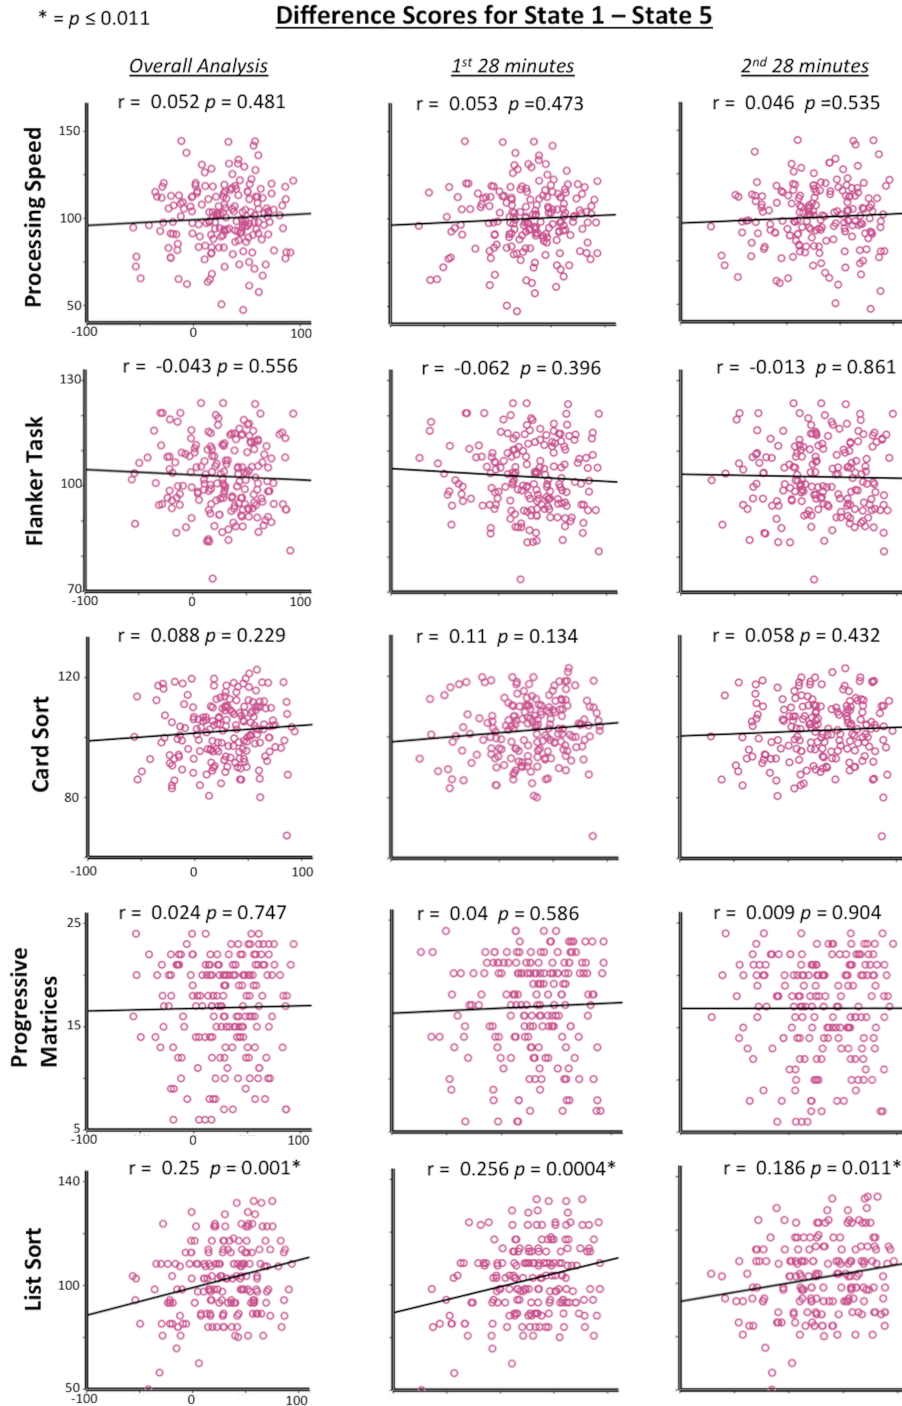 * = p ≤ 0.011
Difference Scores for State 1 – State 5
Overall Analysis
1st 28 minutes
2nd 28 minutes
Processing Speed
r = 0.052 p = 0.481
r = 0.053 p =0.473
r = 0.046 p =0.535
150
100
50
-100 0 100
Flanker Task
r = -0.043 p = 0.556
r = -0.062 p = 0.396
r = -0.013 p = 0.861
130
100
70
-100 0 100
Card Sort
r = 0.088 p = 0.229
r = 0.11 p = 0.134
r = 0.058 p = 0.432
120
80
-100 0 100
Progressive
Matrices
r = 0.024 p = 0.747
r = 0.04 p = 0.586
r = 0.009 p = 0.904
25
15
5
-100 0 100
List Sort
r = 0.25 p = 0.001*
r = 0.256 p = 0.0004*
r = 0.186 p = 0.011*
140
100
50
-100 0 100